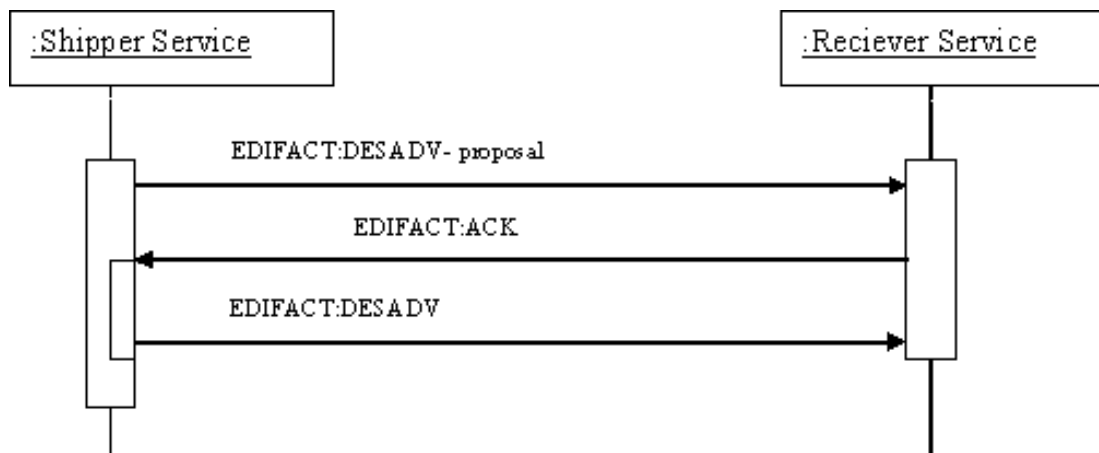 :Shipper Service
:Reciever Service
EDIFACT:DESADV- proposal
EDIFACT:ACK
EDIFACT:DESADV